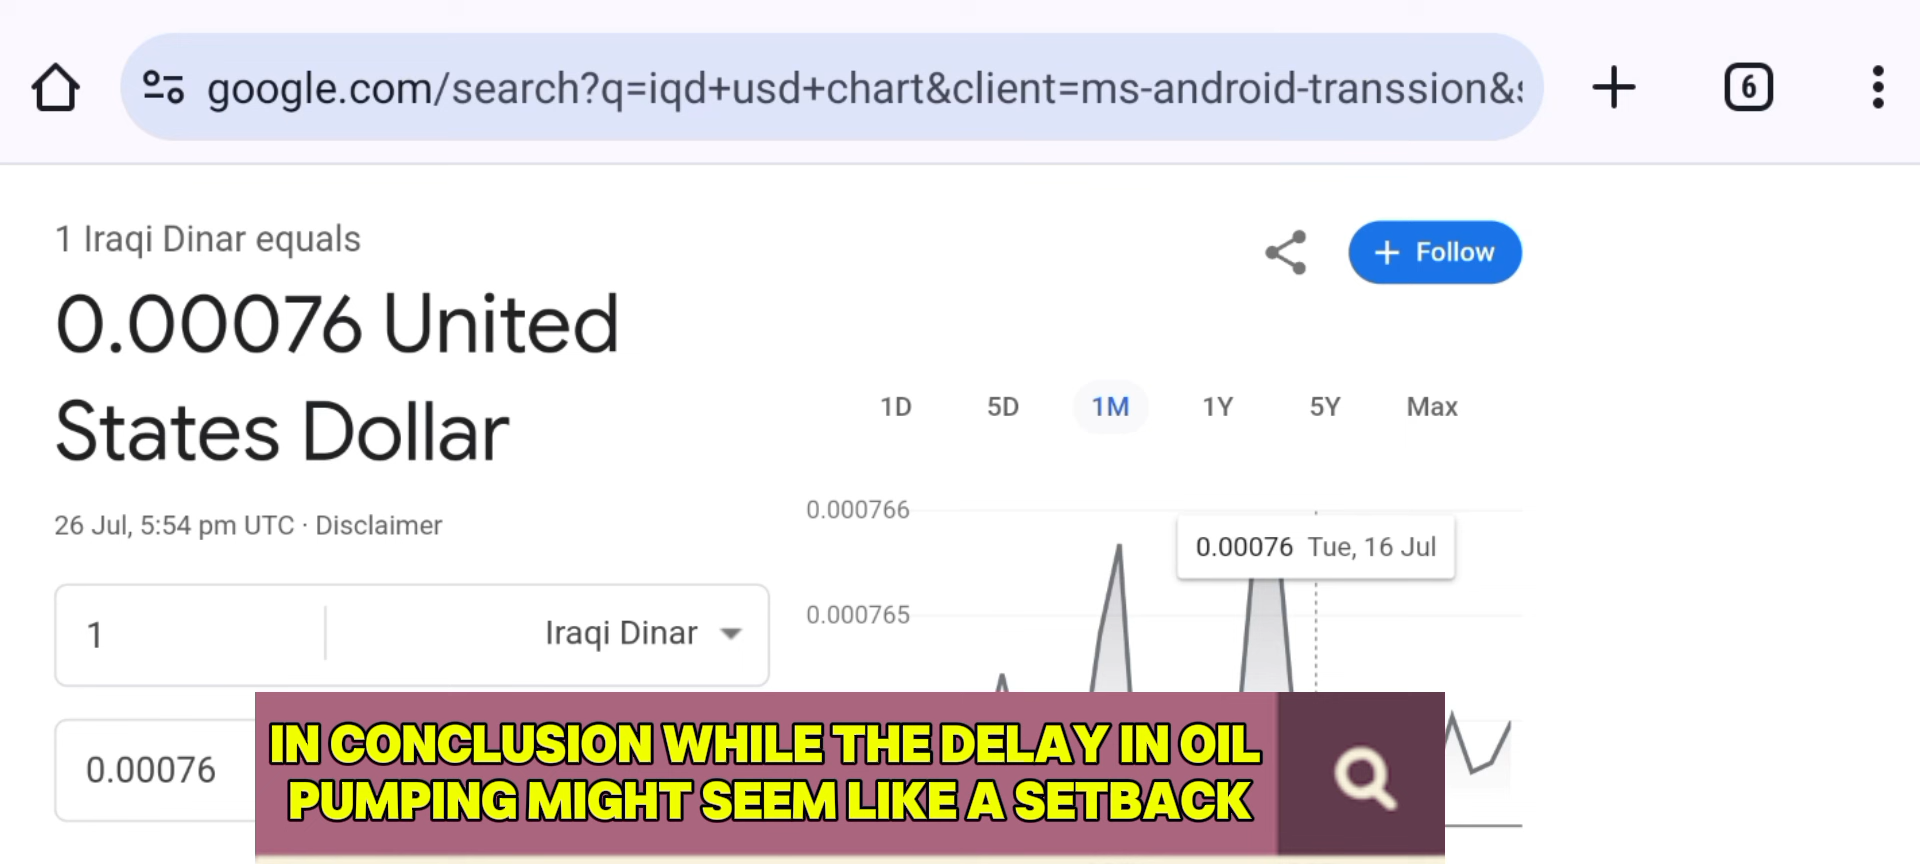 google.com/search?q=iqd+usd+chart&client=ms-android-transsion&
6
1 Iraqi Dinar equals
Follow
0.00076 United
States Dollar
1D 5D 1M 1Y 5Y Max
26 Jul, 5:54 pm UTC · Disclaimer
0.000766
0.00076 Tue, 16 Jul
0.000765
1 Iraqi Dinar
0.00076
IN CONCLUSION WHILE THE DELAY IN OIL
PUMPING MIGHT SEEM LIKE A SETBACK